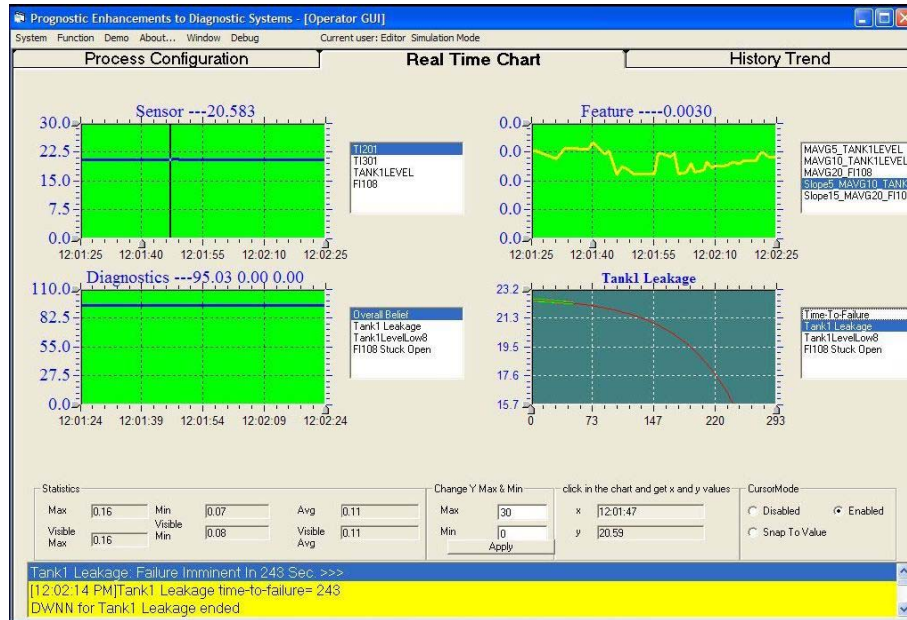 Prognostic Enhancements to Diagnostic Systems - [Operator GUI]
System Function Demo About... Window Debug Current user: Editor Simulation Mode
Process Configuration Real Time Chart History Trend
Sensor ---20.583
30.0
22.5
15.0
7.5
0.0
12:01:25 12:01:40 12:01:55 12:02:10 12:02:25
TI201
TI301
TANK1LEVEL
FI108
Feature ----0.0030
0.0
0.0
0.0
0.0
0.0
12:01:25 12:01:40 12:01:55 12:02:10 12:02:25
MAVG5_TANK1LEVEL
MAVG10_TANK1LEVEL
MAVG20_FI108
Slope5_MAVG10_TANK
Slope15_MAVG20_FI10
Diagnostics ---95.03 0.00 0.00
110.0
82.5
55.0
27.5
0.0
12:01:24 12:01:39 12:01:54 12:02:09 12:02:24
Overall Belief
Tank1 Leakage
Tank1LevelLow8
FI108 Stuck Open
Tank1 Leakage
23.2
21.3
19.5
17.6
15.7
0 73 147 220 293
Time-To-Failure
Tank1 Leakage
Tank1LevelLow8
FI108 Stuck Open
Statistics
Max 0.16 Min 0.07 Avg 0.11
Visible Max 0.16 Visible Min 0.08 Visible Avg 0.11
Change Y Max & Min
Max 30
Min 0
Apply
click in the chart and get x and y values
x 12:01:47
y 20.59
CursorMode
Disabled Enabled
Snap To Value
Tank1 Leakage: Failure Imminent In 243 Sec. >>>
[12:02:14 PM]Tank1 Leakage time-to-failure= 243
DWNN for Tank1 Leakage ended